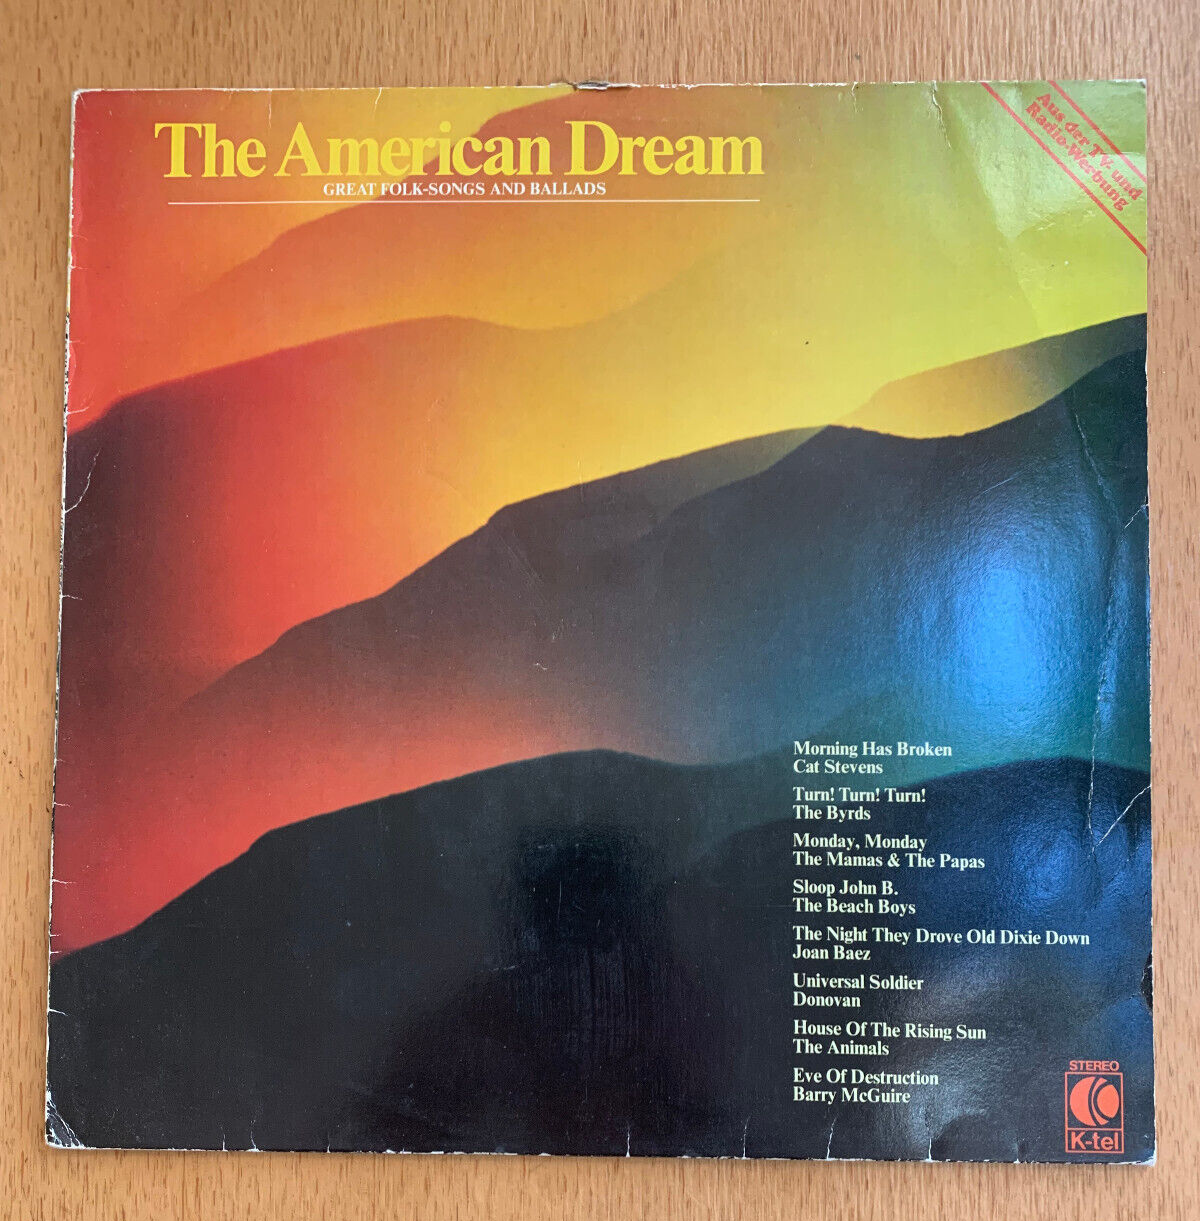 The American Dream
GREAT FOLK-SONGS AND BALLADS
Aus der TV- und
Radio-Werbung
Morning Has Broken
Cat Stevens
Turn! Turn! Turn!
The Byrds
Monday, Monday
The Mamas & The Papas
Sloop John B.
The Beach Boys
The Night They Drove Old Dixie Down
Joan Baez
Universal Soldier
Donovan
House Of The Rising Sun
The Animals
Eve Of Destruction
Barry McGuire
STEREO
K-tel